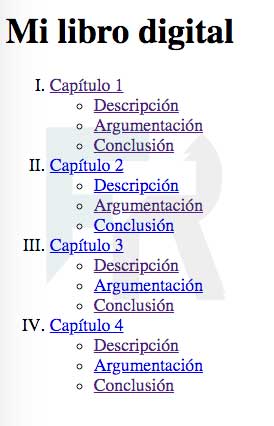 Mi libro digital
I. Capítulo 1
Descripción
Argumentación
Conclusión
II. Capítulo 2
Descripción
Argumentación
Conclusión
III. Capítulo 3
Descripción
Argumentación
Conclusión
IV. Capítulo 4
Descripción
Argumentación
Conclusión